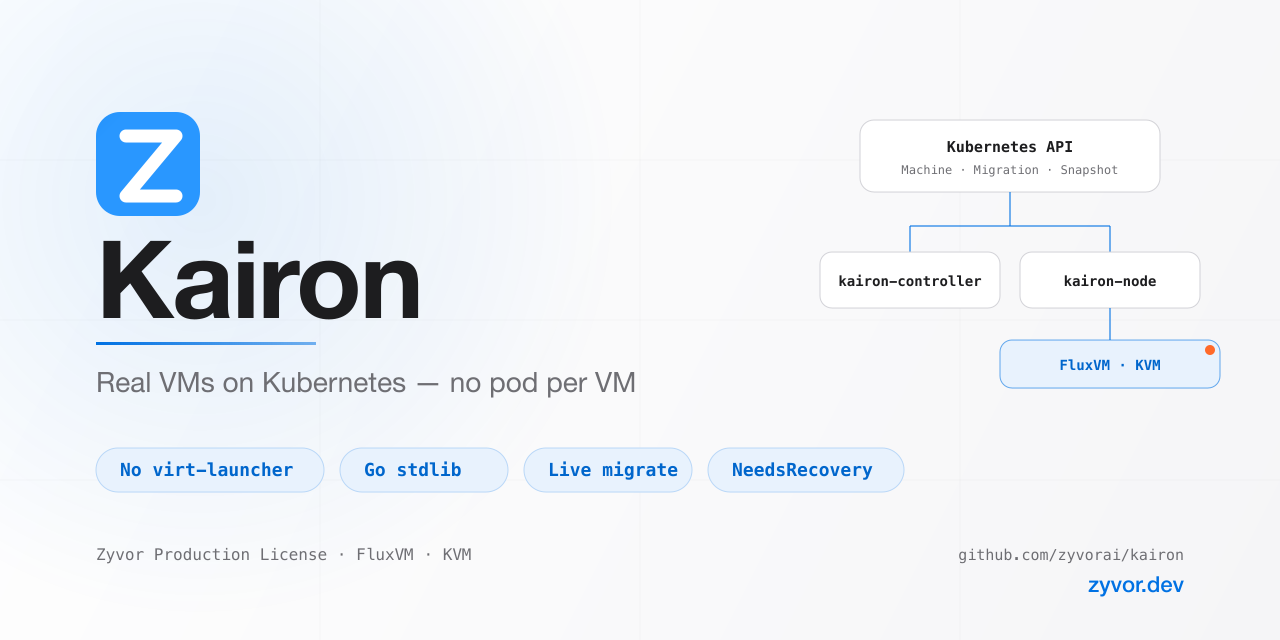 Z
Kairon
Real VMs on Kubernetes — no pod per VM
No virt-launcher
Go stdlib
Live migrate
NeedsRecovery
Zyvor Production License · FluxVM · KVM
Kubernetes API
Machine · Migration · Snapshot
kairon-controller
kairon-node
FluxVM · KVM
github.com/zyvorai/kairon
zyvor.dev